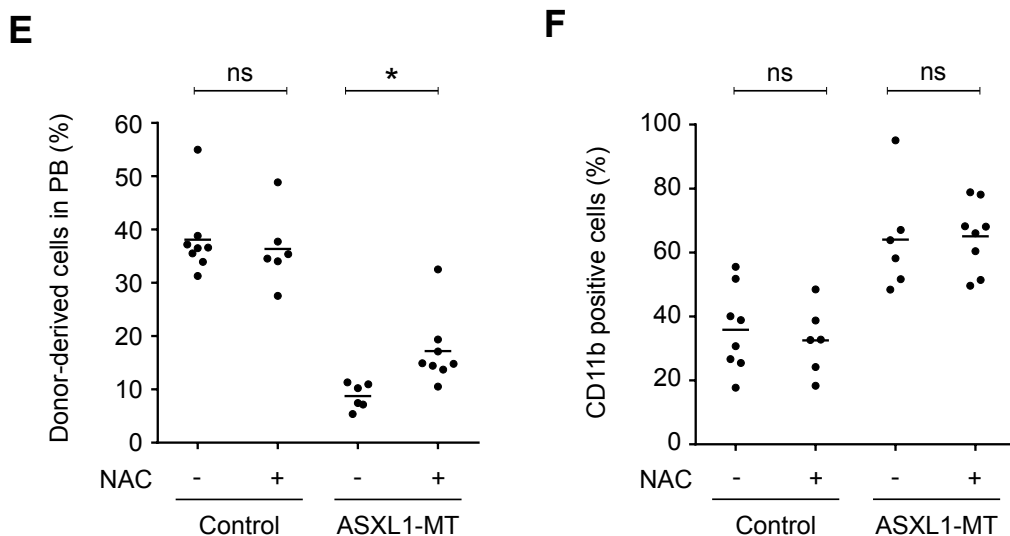 E
ns
*
Donor-derived cells in PB (%)
60
50
40
30
20
10
0
NAC - + - +
Control ASXL1-MT
F
ns
ns
CD11b positive cells (%)
100
80
60
40
20
0
NAC - + - +
Control ASXL1-MT